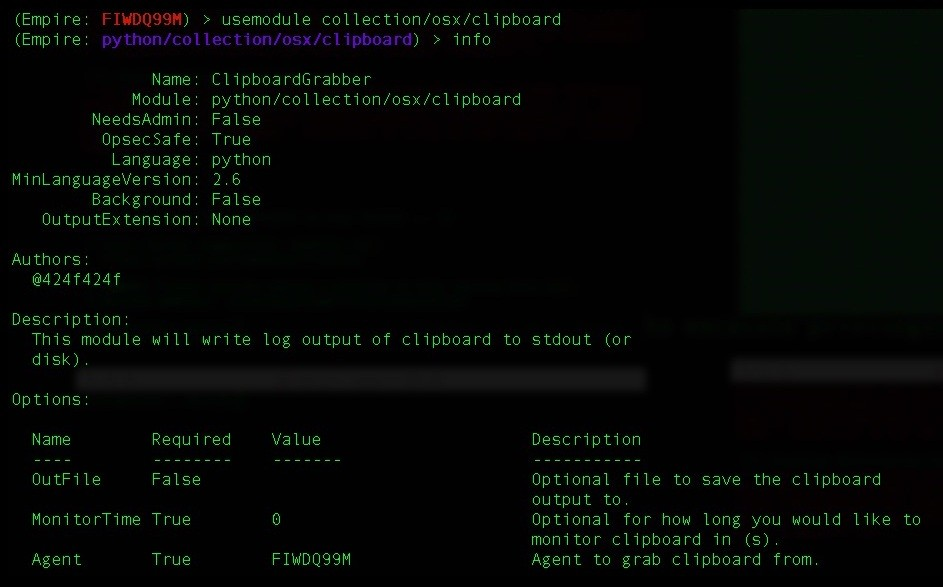 (Empire: FIWDQ99M) > usemodule collection/osx/clipboard
(Empire: python/collection/osx/clipboard) > info
Name: ClipboardGrabber
Module: python/collection/osx/clipboard
NeedsAdmin: False
OpsecSafe: True
Language: python
MinLanguageVersion: 2.6
Background: False
OutputExtension: None
Authors:
@424f424f
Description:
This module will write log output of clipboard to stdout (or
disk).
Options:
Name Required Value Description
---- -------- ------- -----------
OutFile False Optional file to save the clipboard
output to.
MonitorTime True 0 Optional for how long you would like to
monitor clipboard in (s).
Agent True FIWDQ99M Agent to grab clipboard from.